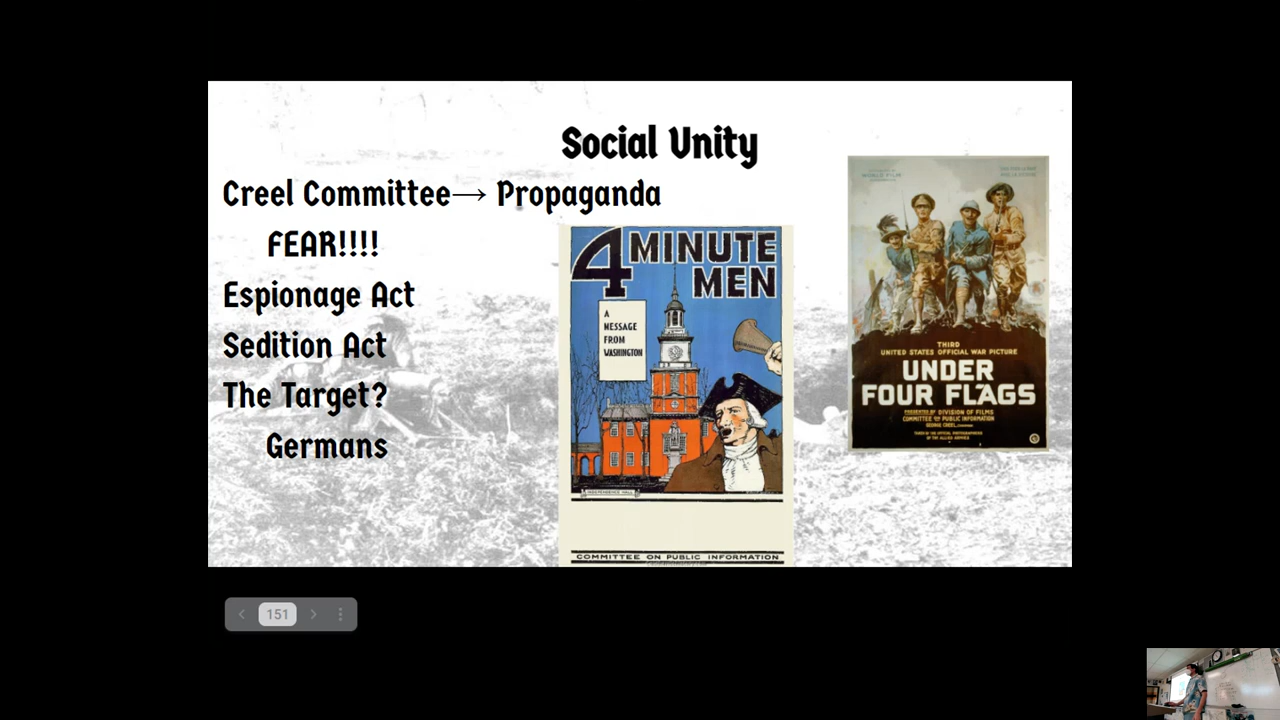 Social Unity
Creel Committee→ Propaganda
FEAR!!!!
Espionage Act
Sedition Act
The Target?
Germans
4 MINUTE
MEN
A
MESSAGE
FROM
WASHINGTON
INDEPENDENCE HALL
COMMITTEE ON PUBLIC INFORMATION
WORLD FILM
THIRD
UNITED STATES OFFICIAL WAR PICTURE
UNDER
FOUR FLAGS
DIVISION OF FILMS
COMMITTEE ON PUBLIC INFORMATION
GEORGE CREEL, CHAIRMAN
151